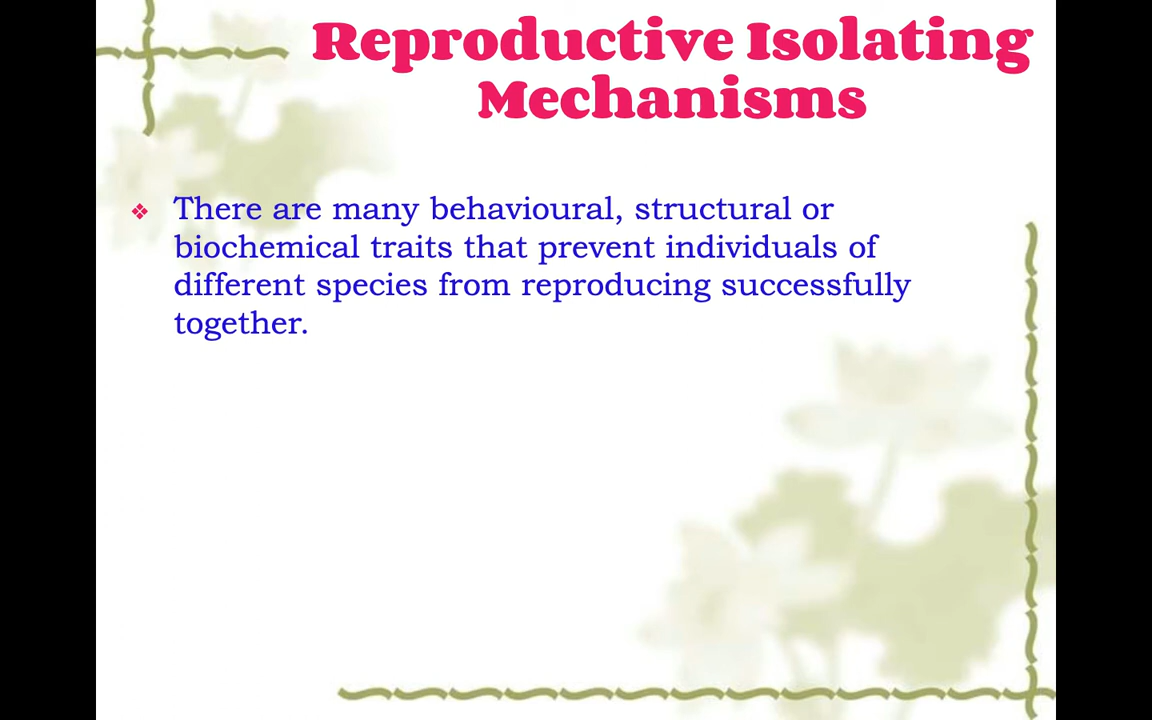 Reproductive Isolating
Mechanisms
❖ There are many behavioural, structural or
biochemical traits that prevent individuals of
different species from reproducing successfully
together.